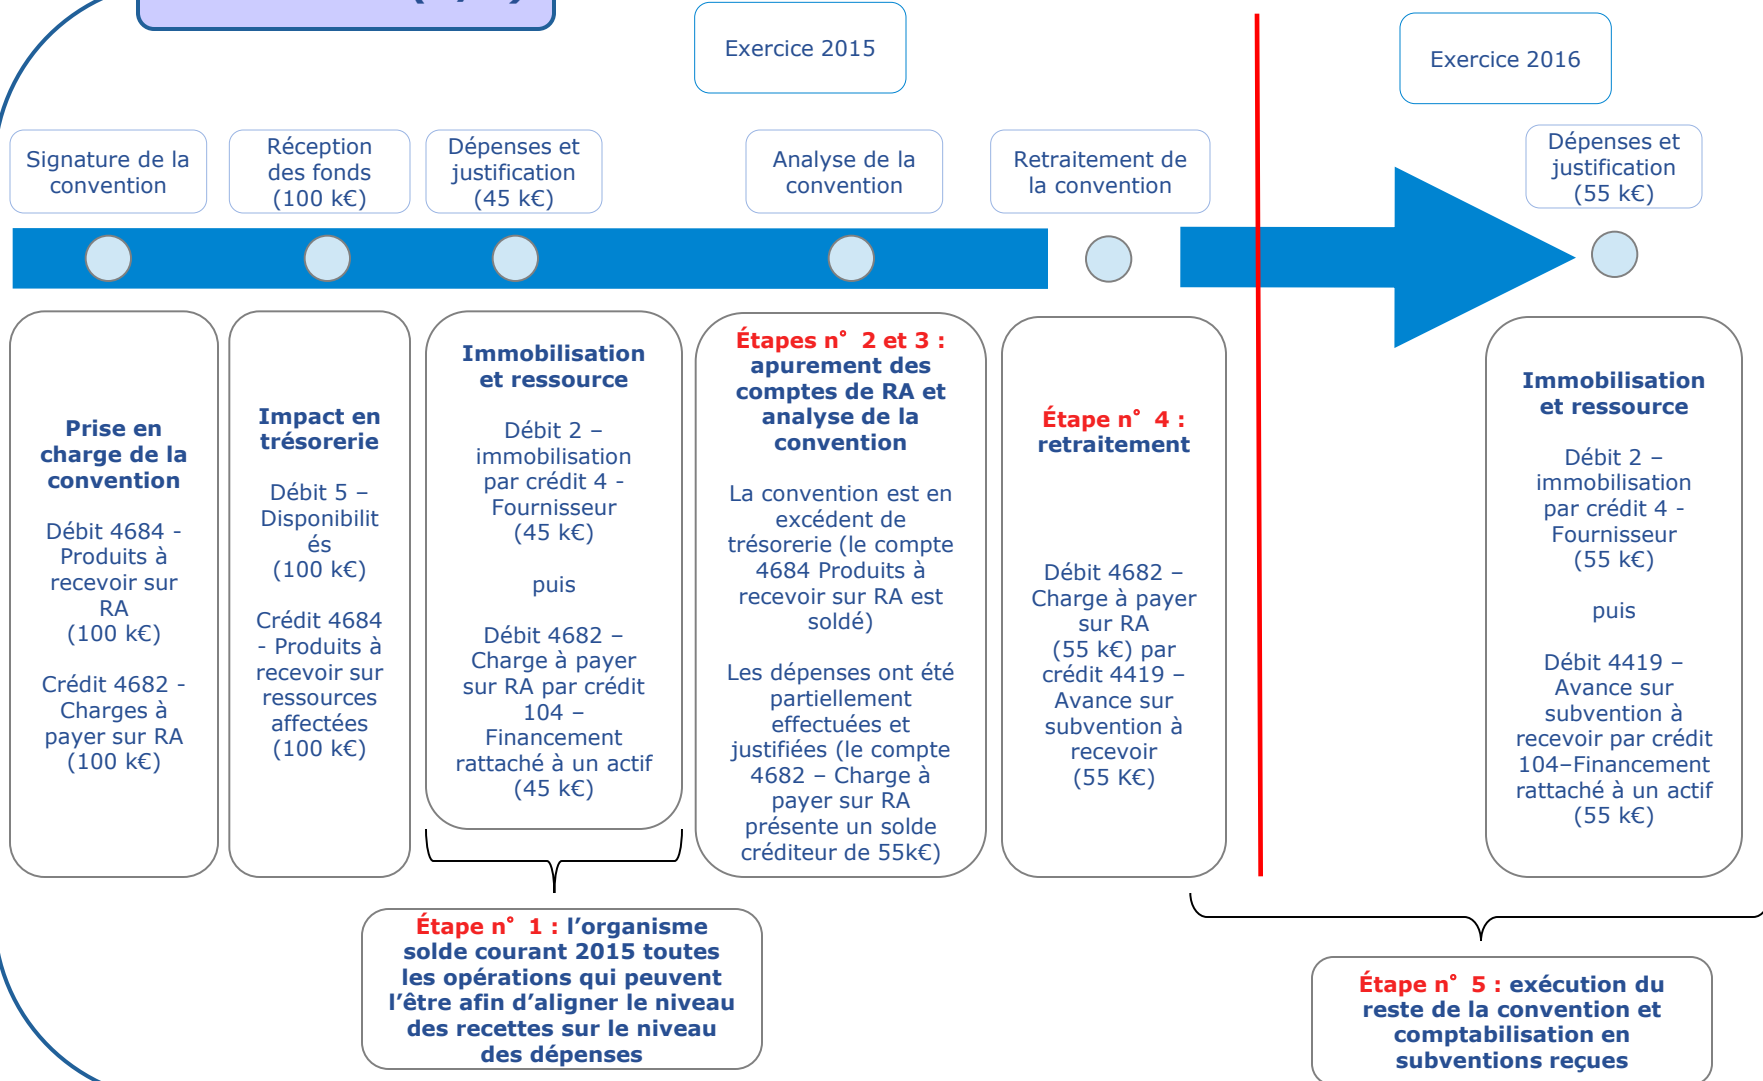 Exercice 2015
Exercice 2016
Signature de la
convention
Réception
des fonds
(100 k€)
Dépenses et
justification
(45 k€)
Analyse de la
convention
Retraitement de
la convention
Dépenses et
justification
(55 k€)
Prise en
charge de la
convention
Débit 4684 -
Produits à
recevoir sur
RA
(100 k€)
Crédit 4682 -
Charges à
payer sur RA
(100 k€)
Impact en
trésorerie
Débit 5 –
Disponibilit
és
(100 k€)
Crédit 4684
- Produits à
recevoir sur
ressources
affectées
(100 k€)
Immobilisation
et ressource
Débit 2 –
immobilisation
par crédit 4 -
Fournisseur
(45 k€)
puis
Débit 4682 –
Charge à payer
sur RA par crédit
104 –
Financement
rattaché à un actif
(45 k€)
Étapes n° 2 et 3 :
apurement des
comptes de RA et
analyse de la
convention
La convention est en
excédent de
trésorerie (le compte
4684 Produits à
recevoir sur RA est
soldé)
Les dépenses ont été
partiellement
effectuées et
justifiées (le compte
4682 – Charge à
payer sur RA
présente un solde
créditeur de 55k€)
Étape n° 4 :
retraitement
Débit 4682 –
Charge à payer
sur RA
(55 k€) par
crédit 4419 –
Avance sur
subvention à
recevoir
(55 K€)
Immobilisation
et ressource
Débit 2 –
immobilisation
par crédit 4 -
Fournisseur
(55 k€)
puis
Débit 4419 –
Avance sur
subvention à
recevoir par crédit
104–Financement
rattaché à un actif
(55 k€)
Étape n° 1 : l’organisme
solde courant 2015 toutes
les opérations qui peuvent
l’être afin d’aligner le niveau
des recettes sur le niveau
des dépenses
Étape n° 5 : exécution du
reste de la convention et
comptabilisation en
subventions reçues